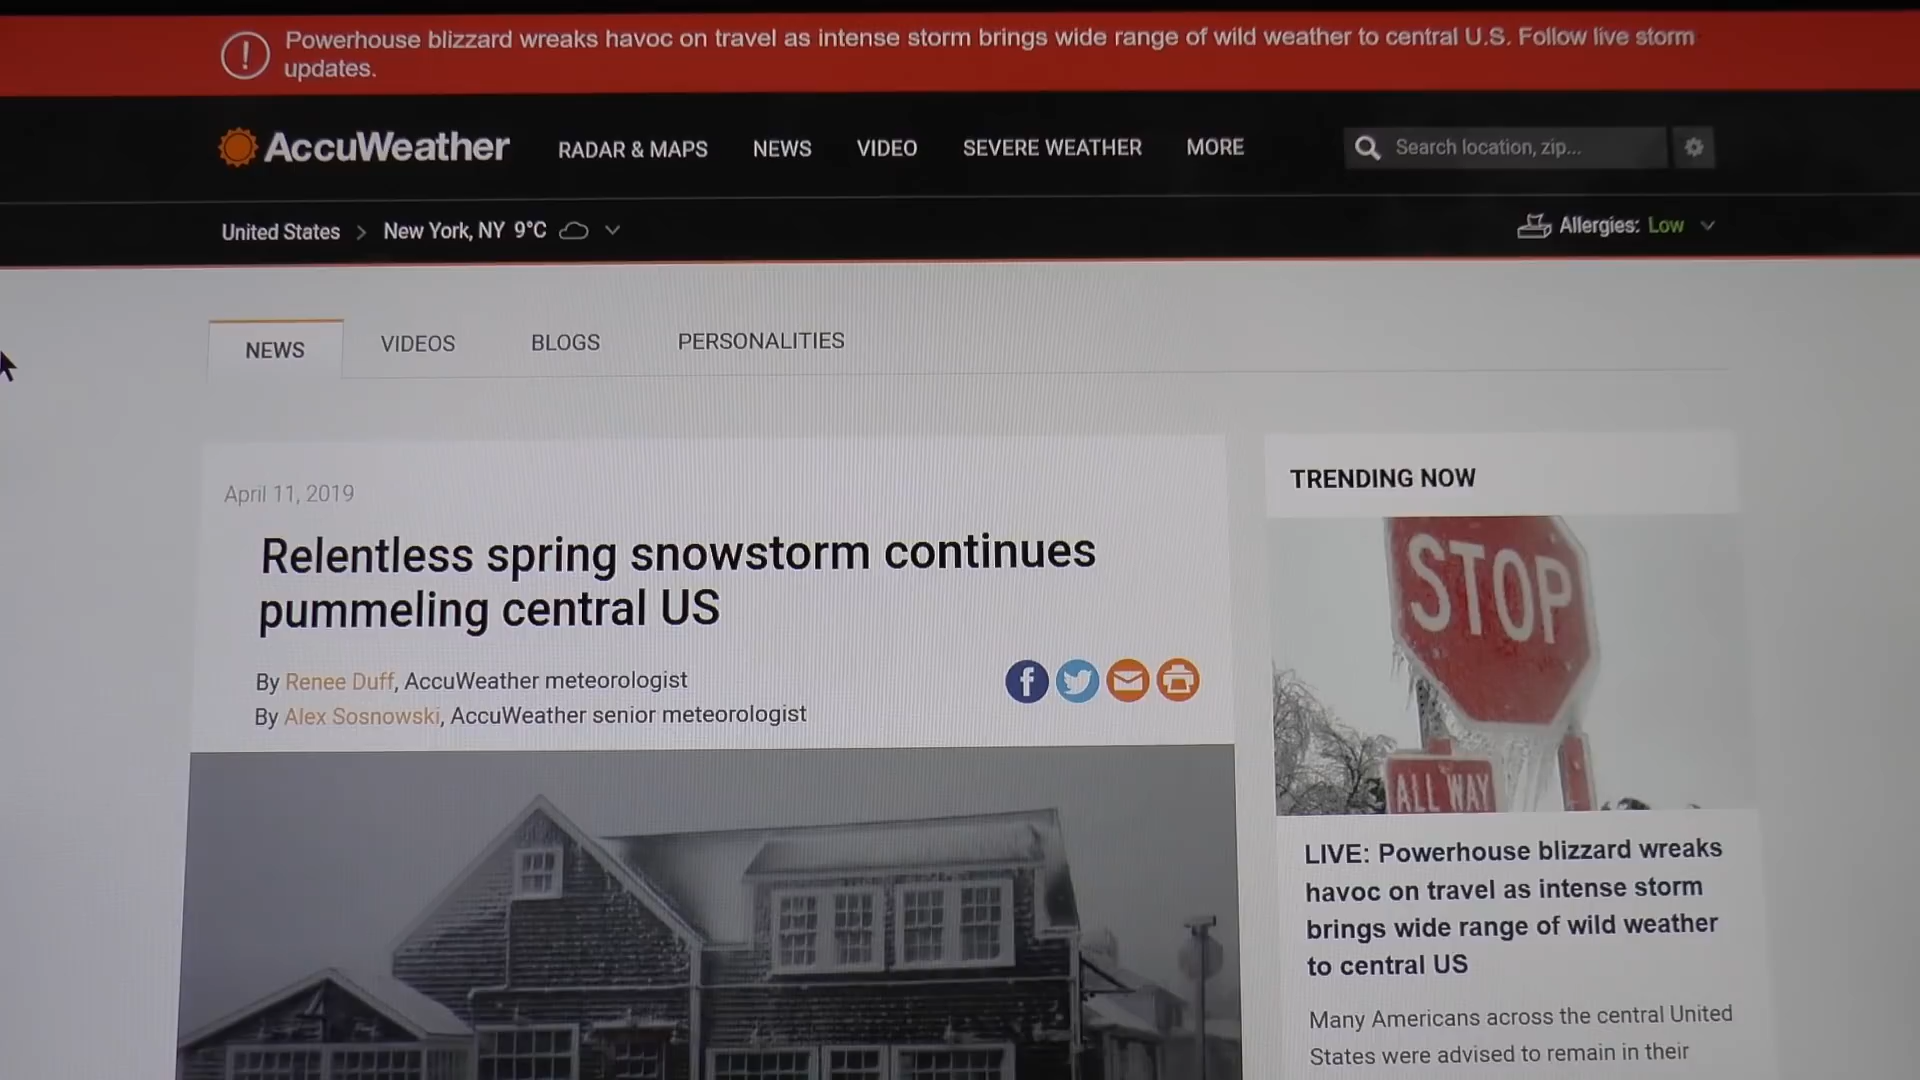 Powerhouse blizzard wreaks havoc on travel as intense storm brings wide range of wild weather to central U.S. Follow live storm
updates.
AccuWeather
RADAR & MAPS
NEWS
VIDEO
SEVERE WEATHER
MORE
Search location, zip...
United States > New York, NY 9°C
Allergies: Low
NEWS
VIDEOS
BLOGS
PERSONALITIES
April 11, 2019
Relentless spring snowstorm continues
pummeling central US
By Renee Duff, AccuWeather meteorologist
By Alex Sosnowski, AccuWeather senior meteorologist
TRENDING NOW
STOP
ALL WAY
LIVE: Powerhouse blizzard wreaks
havoc on travel as intense storm
brings wide range of wild weather
to central US
Many Americans across the central United
States were advised to remain in their